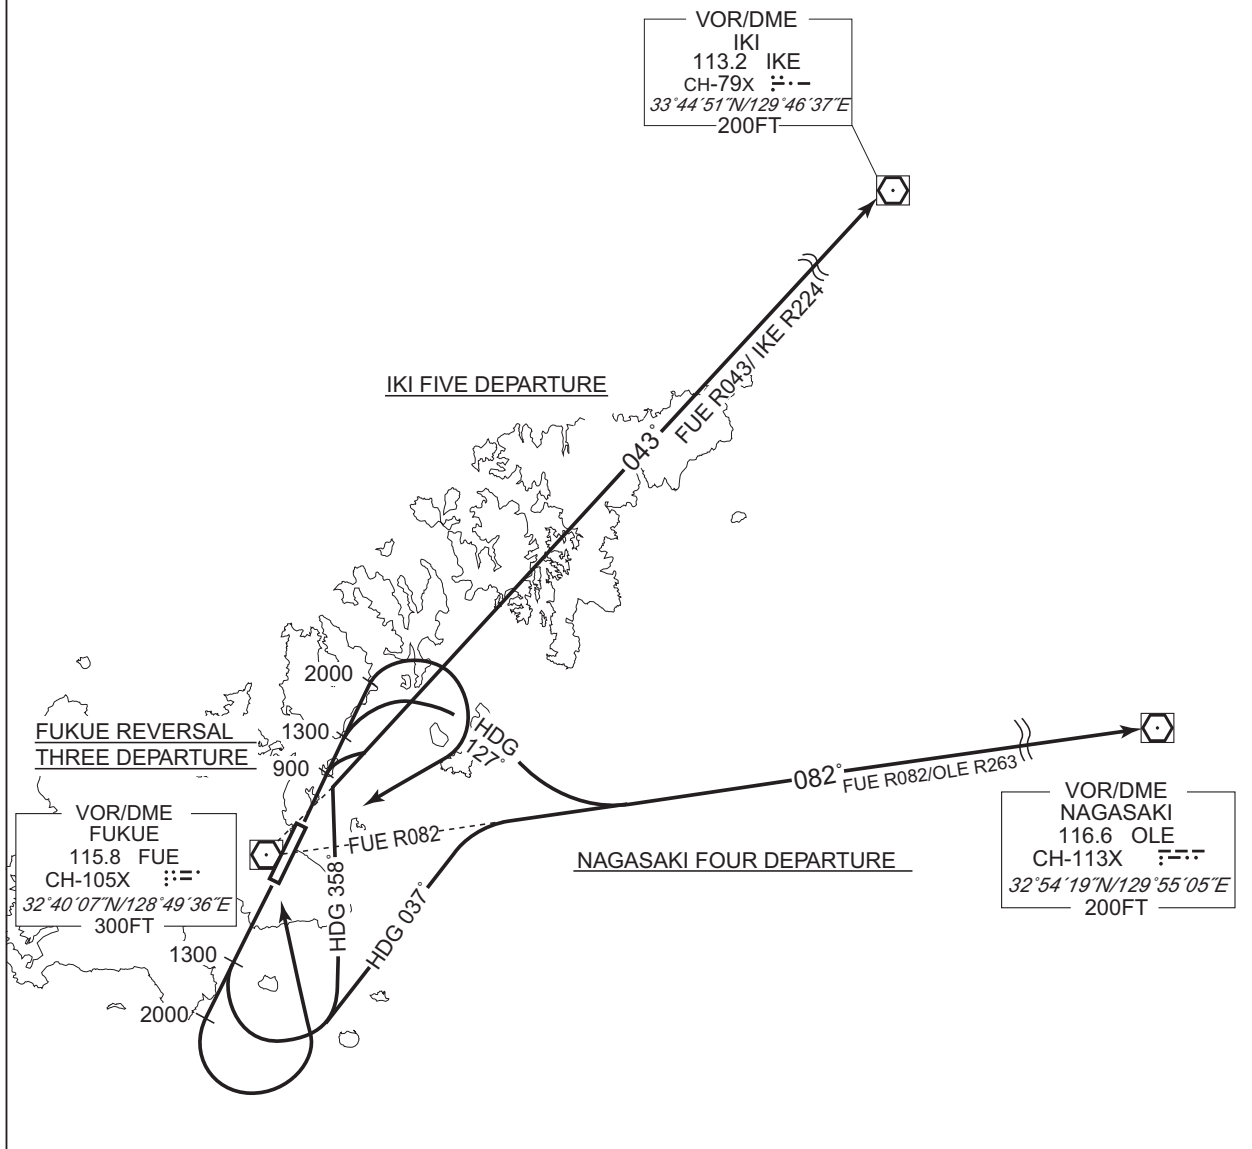 VOR/DME
IKI
113.2 IKE
CH-79X
33°44´51˝N/129°46´37˝E
200FT
FUE R043/ IKE R224
IKI FIVE DEPARTURE
043°
2000
FUKUE REVERSAL
THREE DEPARTURE
1300
900
HDG
127°
082°
FUE R082/OLE R263
VOR/DME
FUKUE
115.8 FUE
CH-105X
32°40´07˝N/128°49´36˝E
300FT
FUE R082
NAGASAKI FOUR DEPARTURE
VOR/DME
NAGASAKI
116.6 OLE
CH-113X
32°54´19˝N/129°55´05˝E
200FT
HDG 358°
HDG 037°
1300
2000